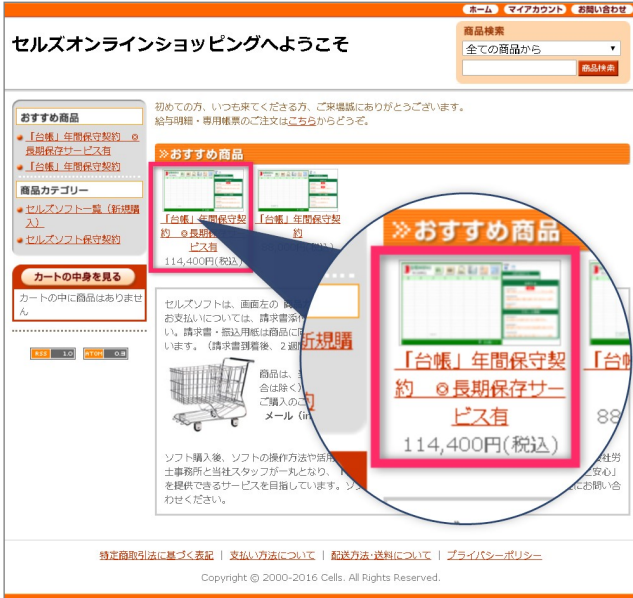 ホーム マイアカウント お問い合わせ
セルズオンラインショッピングへようこそ
商品検索
全ての商品から
商品検索
おすすめ商品
「台帳」年間保守契約 ◎
長期保存サービス有
「台帳」年間保守契約
商品カテゴリー
セルズソフト一覧（新規購
入）
セルズソフト保守契約
カートの中身を見る
カートの中に商品はありませ
ん
RSS 1.0 ATOM 0.3
初めての方、いつも来てくださる方、ご来場誠にありがとうございます。
給与明細・専用帳票のご注文はこちらからどうぞ。
おすすめ商品
「台帳」年間保守契
約 ◎長期保存サー
ビス有
114,400円(税込)
「台帳」年間保守契
約
セルズソフトは、画面左の
お支払いについては、請求書添
い。請求書・振込用紙は商品に同
います。（請求書到着後、２週間
商品は、
合は除く）
ご購入のこ
メール（in
ソフト購入後、ソフトの操作方法や活用
士事務所と当社スタッフが一丸となり、
を提供できるサービスを目指しています。ソ
わせください。
おすすめ商品
「台帳」年間保守契
約 ◎長期保存サー
ビス有
114,400円(税込)
「台帳
88
新規購
社労
安心」
にお問い合
特定商取引法に基づく表記 | 支払い方法について | 配送方法・送料について | プライバシーポリシー
Copyright © 2000-2016 Cells. All Rights Reserved.